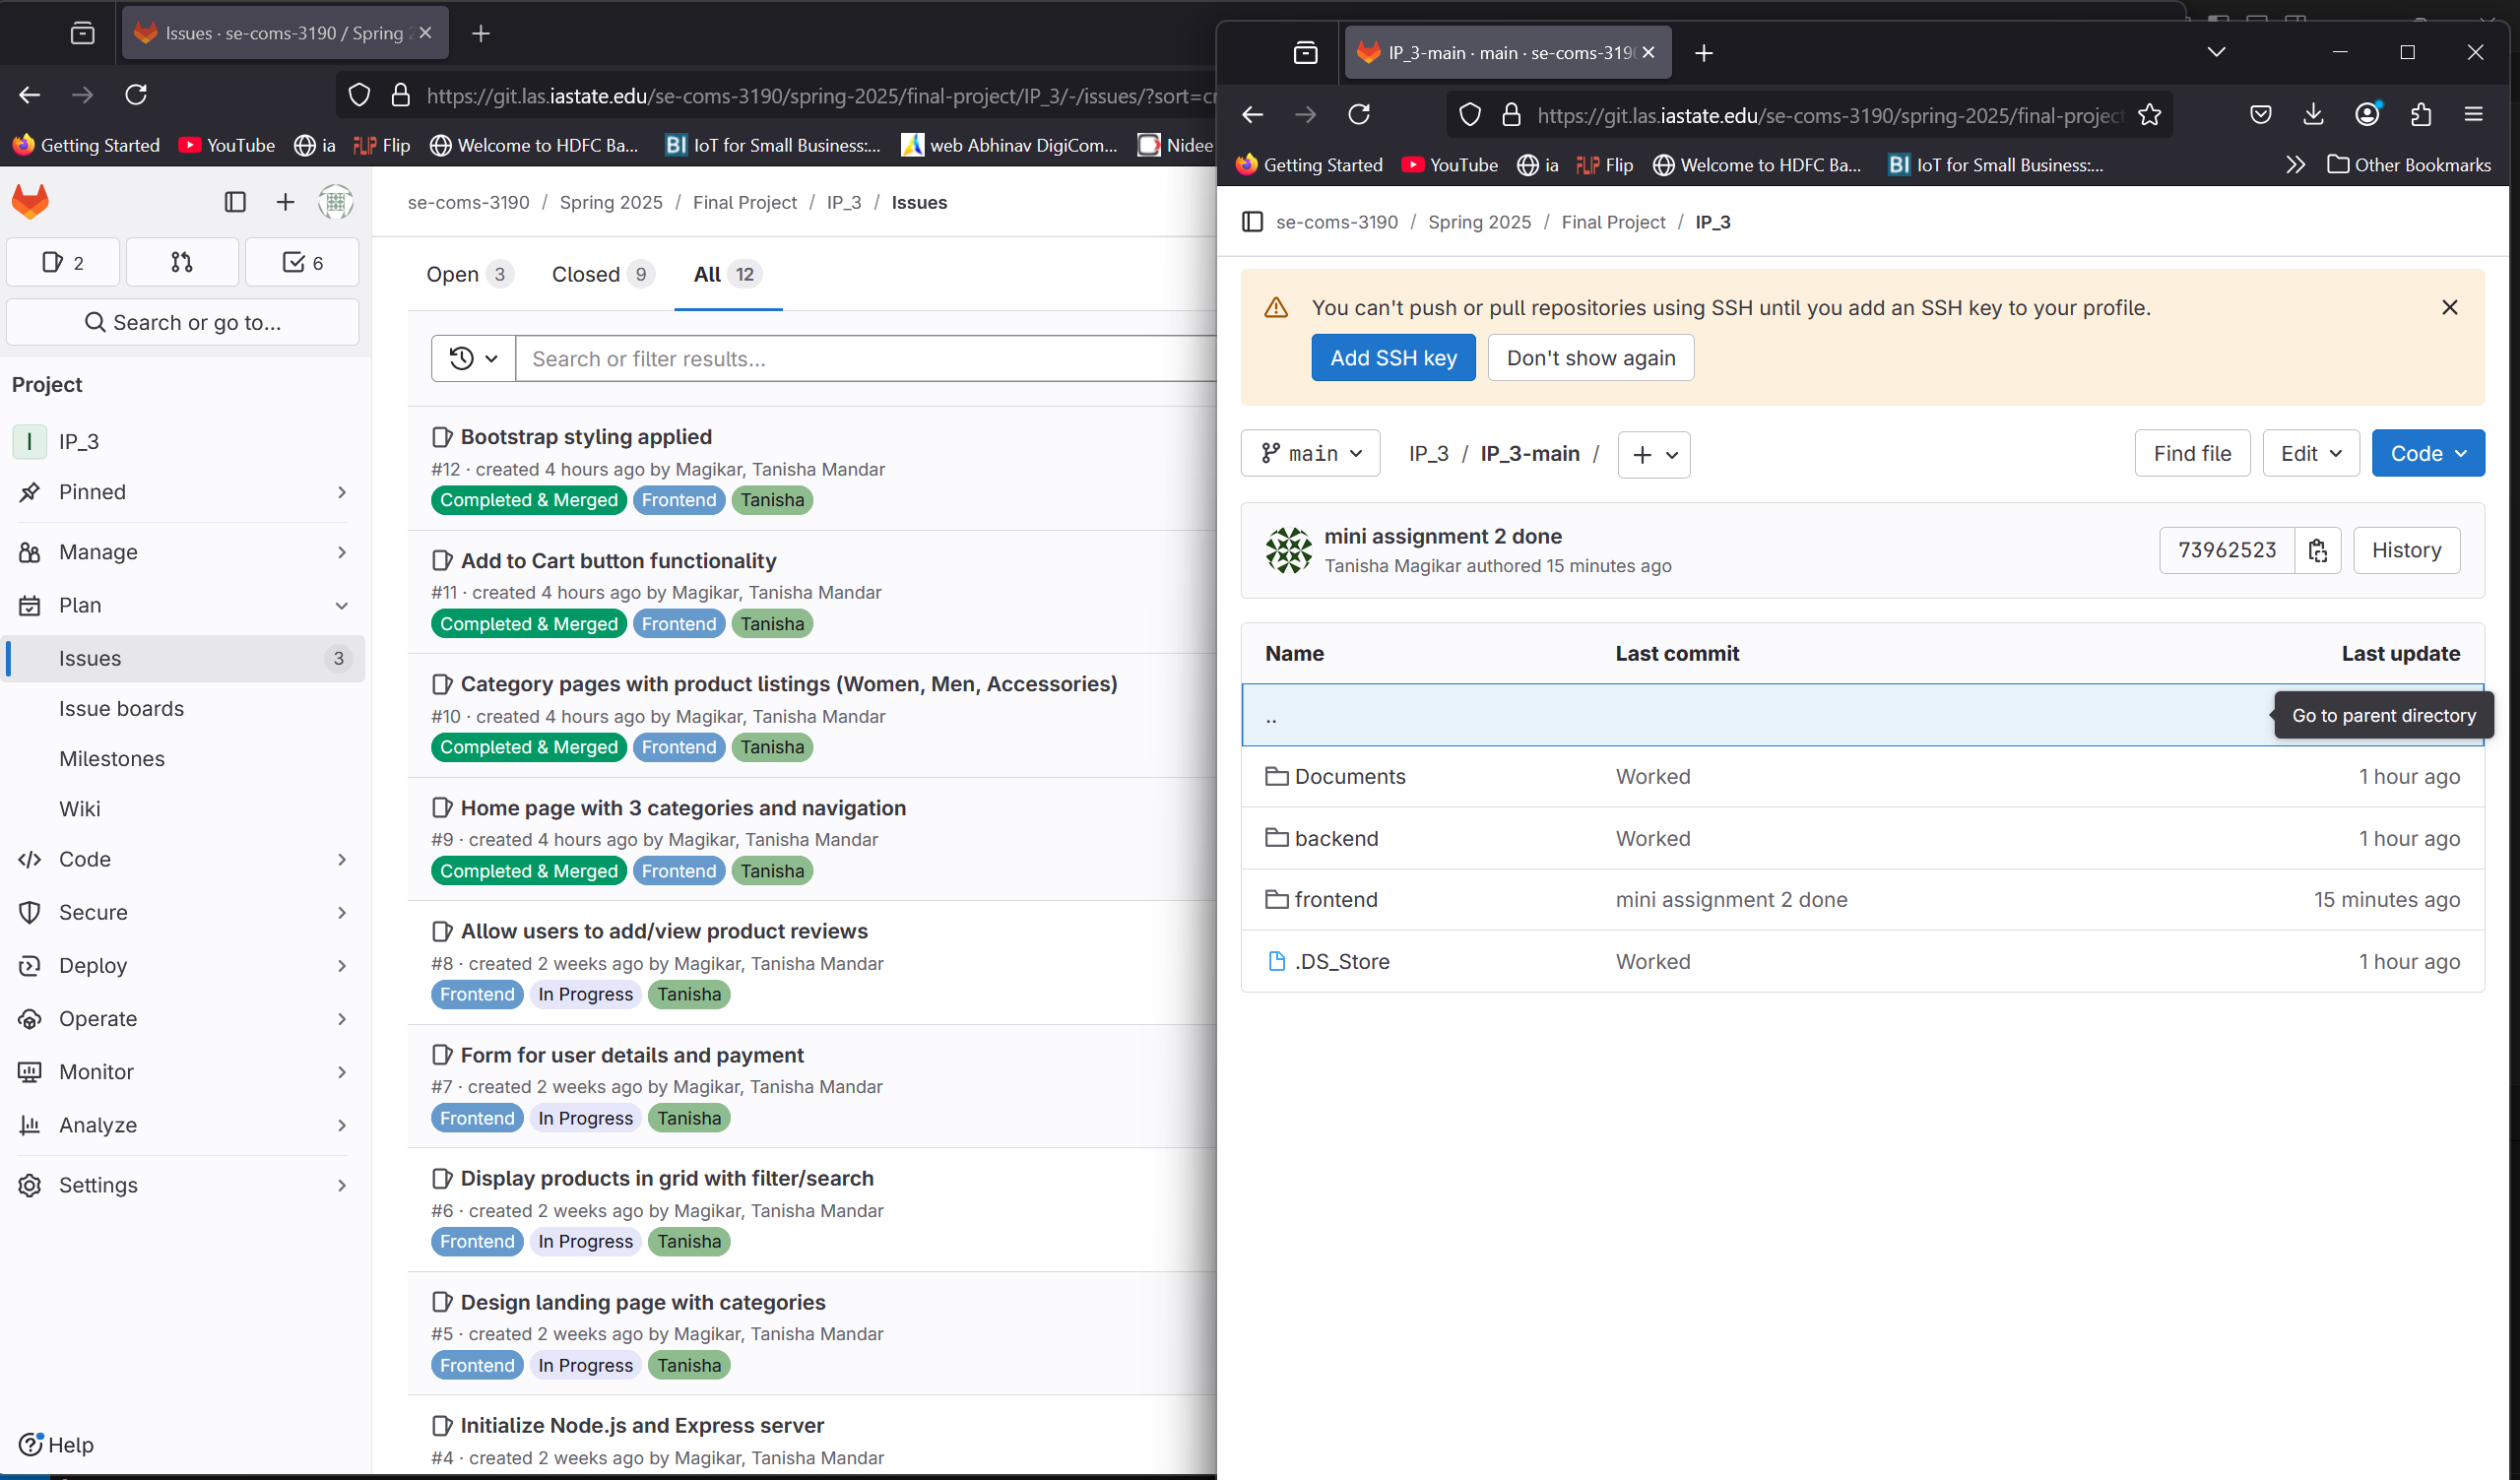 Issues · se-coms-3190 / Spring 2
https://git.las.iastate.edu/se-coms-3190/spring-2025/final-project/IP_3/-/issues/?sort=cr
Getting Started
YouTube
ia
Flip
Welcome to HDFC Ba...
BI
IoT for Small Business:...
web Abhinav DigiCom...
Nidee
2
6
Search or go to...
Project
I
IP_3
Pinned
Manage
Plan
Issues
3
Issue boards
Milestones
Wiki
Code
Secure
Deploy
Operate
Monitor
Analyze
Settings
Help
se-coms-3190 / Spring 2025 / Final Project / IP_3 / Issues
Open 3
Closed 9
All 12
Search or filter results...
Bootstrap styling applied
#12 · created 4 hours ago by Magikar, Tanisha Mandar
Completed & Merged Frontend Tanisha
Add to Cart button functionality
#11 · created 4 hours ago by Magikar, Tanisha Mandar
Completed & Merged Frontend Tanisha
Category pages with product listings (Women, Men, Accessories)
#10 · created 4 hours ago by Magikar, Tanisha Mandar
Completed & Merged Frontend Tanisha
Home page with 3 categories and navigation
#9 · created 4 hours ago by Magikar, Tanisha Mandar
Completed & Merged Frontend Tanisha
Allow users to add/view product reviews
#8 · created 2 weeks ago by Magikar, Tanisha Mandar
Frontend In Progress Tanisha
Form for user details and payment
#7 · created 2 weeks ago by Magikar, Tanisha Mandar
Frontend In Progress Tanisha
Display products in grid with filter/search
#6 · created 2 weeks ago by Magikar, Tanisha Mandar
Frontend In Progress Tanisha
Design landing page with categories
#5 · created 2 weeks ago by Magikar, Tanisha Mandar
Frontend In Progress Tanisha
Initialize Node.js and Express server
#4 · created 2 weeks ago by Magikar, Tanisha Mandar
IP_3-main · main · se-coms-319
https://git.las.iastate.edu/se-coms-3190/spring-2025/final-project
Getting Started
YouTube
ia
Flip
Welcome to HDFC Ba...
BI
IoT for Small Business:...
Other Bookmarks
se-coms-3190 / Spring 2025 / Final Project / IP_3
You can't push or pull repositories using SSH until you add an SSH key to your profile.
Add SSH key
Don't show again
main
IP_3 / IP_3-main /
Find file
Edit
Code
mini assignment 2 done
Tanisha Magikar authored 15 minutes ago
73962523
History
Name Last commit Last update
..
Go to parent directory
Documents Worked 1 hour ago
backend Worked 1 hour ago
frontend mini assignment 2 done 15 minutes ago
.DS_Store Worked 1 hour ago